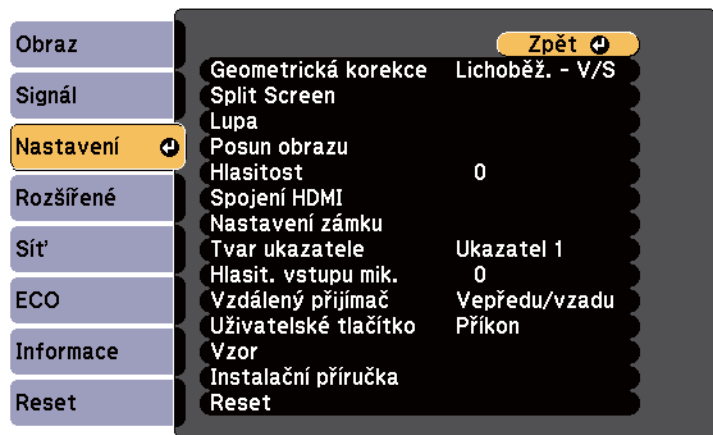 Obraz
Signál
Nastavení
Rozšířené
Síť
ECO
Informace
Reset
Zpět
Geometrická korekce Lichoběž. - V/S
Split Screen
Lupa
Posun obrazu
Hlasitost 0
Spojení HDMI
Nastavení zámku
Tvar ukazatele Ukazatel 1
Hlasit. vstupu mik. 0
Vzdálený přijímač Vepředu/vzadu
Uživatelské tlačítko Příkon
Vzor
Instalační příručka
Reset